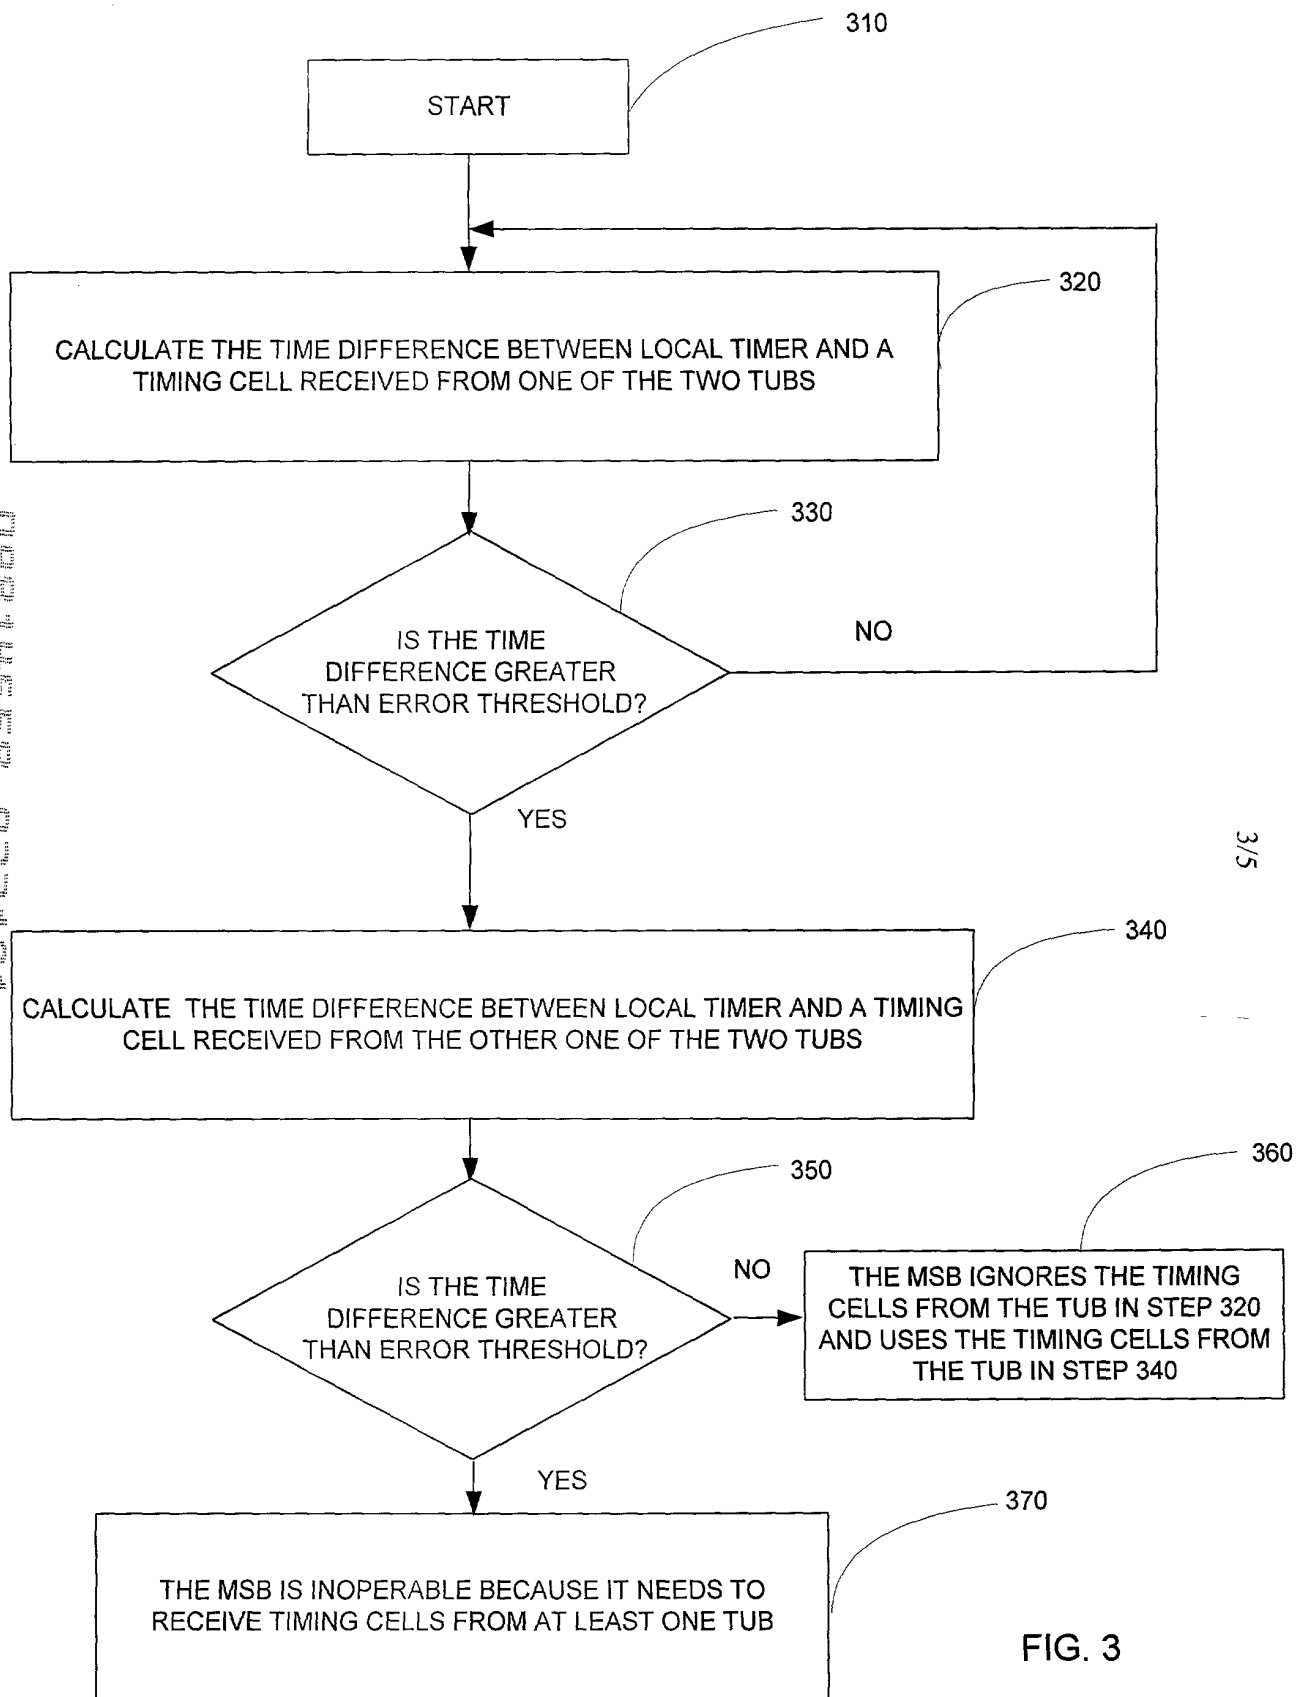 310
START
320
CALCULATE THE TIME DIFFERENCE BETWEEN LOCAL TIMER AND A
TIMING CELL RECEIVED FROM ONE OF THE TWO TUBS
330
IS THE TIME
DIFFERENCE GREATER
THAN ERROR THRESHOLD?
NO
YES
3/5
340
CALCULATE THE TIME DIFFERENCE BETWEEN LOCAL TIMER AND A TIMING
CELL RECEIVED FROM THE OTHER ONE OF THE TWO TUBS
350
360
IS THE TIME
DIFFERENCE GREATER
THAN ERROR THRESHOLD?
NO
THE MSB IGNORES THE TIMING
CELLS FROM THE TUB IN STEP 320
AND USES THE TIMING CELLS FROM
THE TUB IN STEP 340
YES
370
THE MSB IS INOPERABLE BECAUSE IT NEEDS TO
RECEIVE TIMING CELLS FROM AT LEAST ONE TUB
FIG. 3